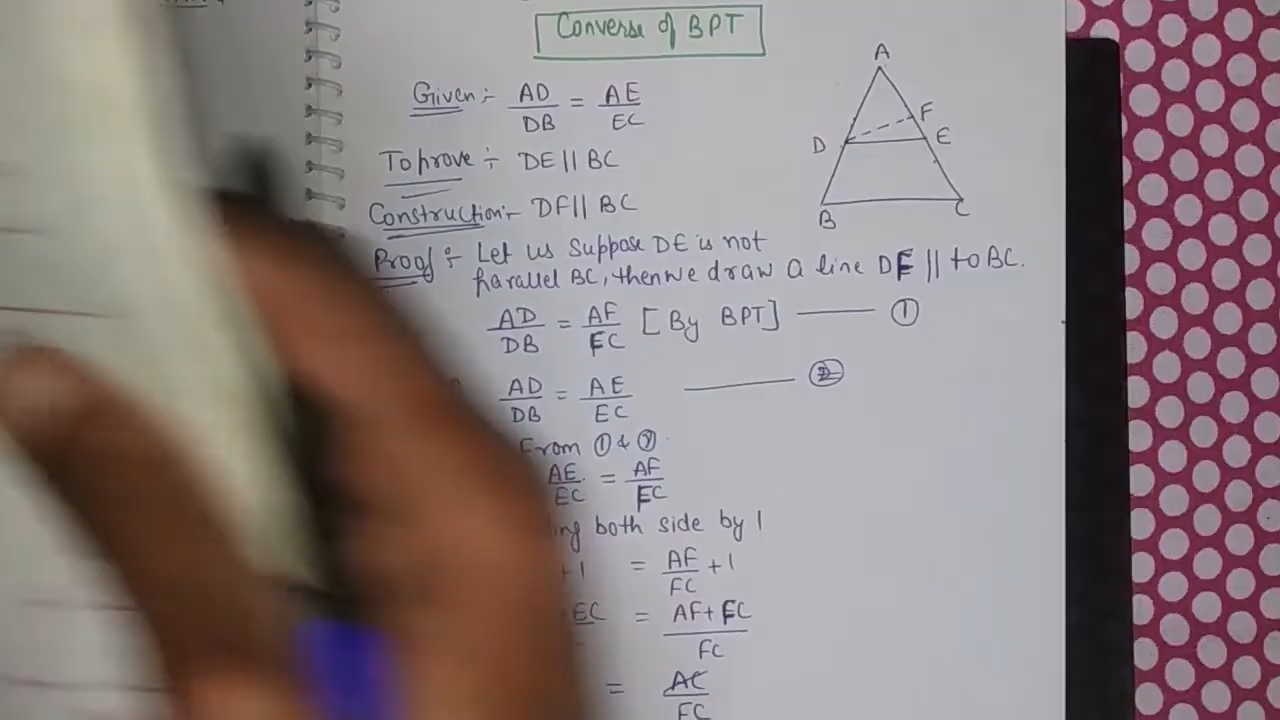 Converse of BPT
Given :- AD/DB = AE/EC
To prove :- DE || BC
Construction:- DF || BC
Proof :- Let us suppose DE is not
parallel BC, then we draw a line DF || to BC.
AD/DB = AF/FC [By BPT] —— ①
AD/DB = AE/EC —— ②
From ① & ②
AE/EC = AF/FC
ing both side by 1
+1 = AF/FC + 1
EC = AF+FC/FC
= AC/FC
A
F
D
E
B
C